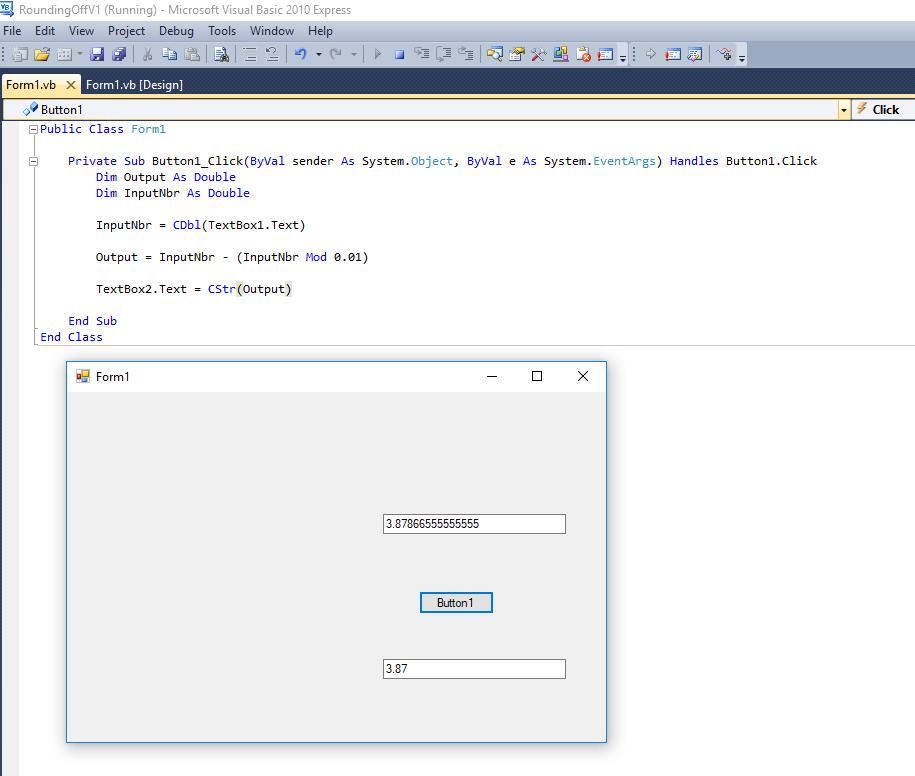 RoundingOffV1 (Running) - Microsoft Visual Basic 2010 Express
File Edit View Project Debug Tools Window Help
Form1.vb Form1.vb [Design]
Button1 Click
Public Class Form1
Private Sub Button1_Click(ByVal sender As System.Object, ByVal e As System.EventArgs) Handles Button1.Click
Dim Output As Double
Dim InputNbr As Double
InputNbr = CDbl(TextBox1.Text)
Output = InputNbr - (InputNbr Mod 0.01)
TextBox2.Text = CStr(Output)
End Sub
End Class
Form1
3.87866555555555
Button1
3.87